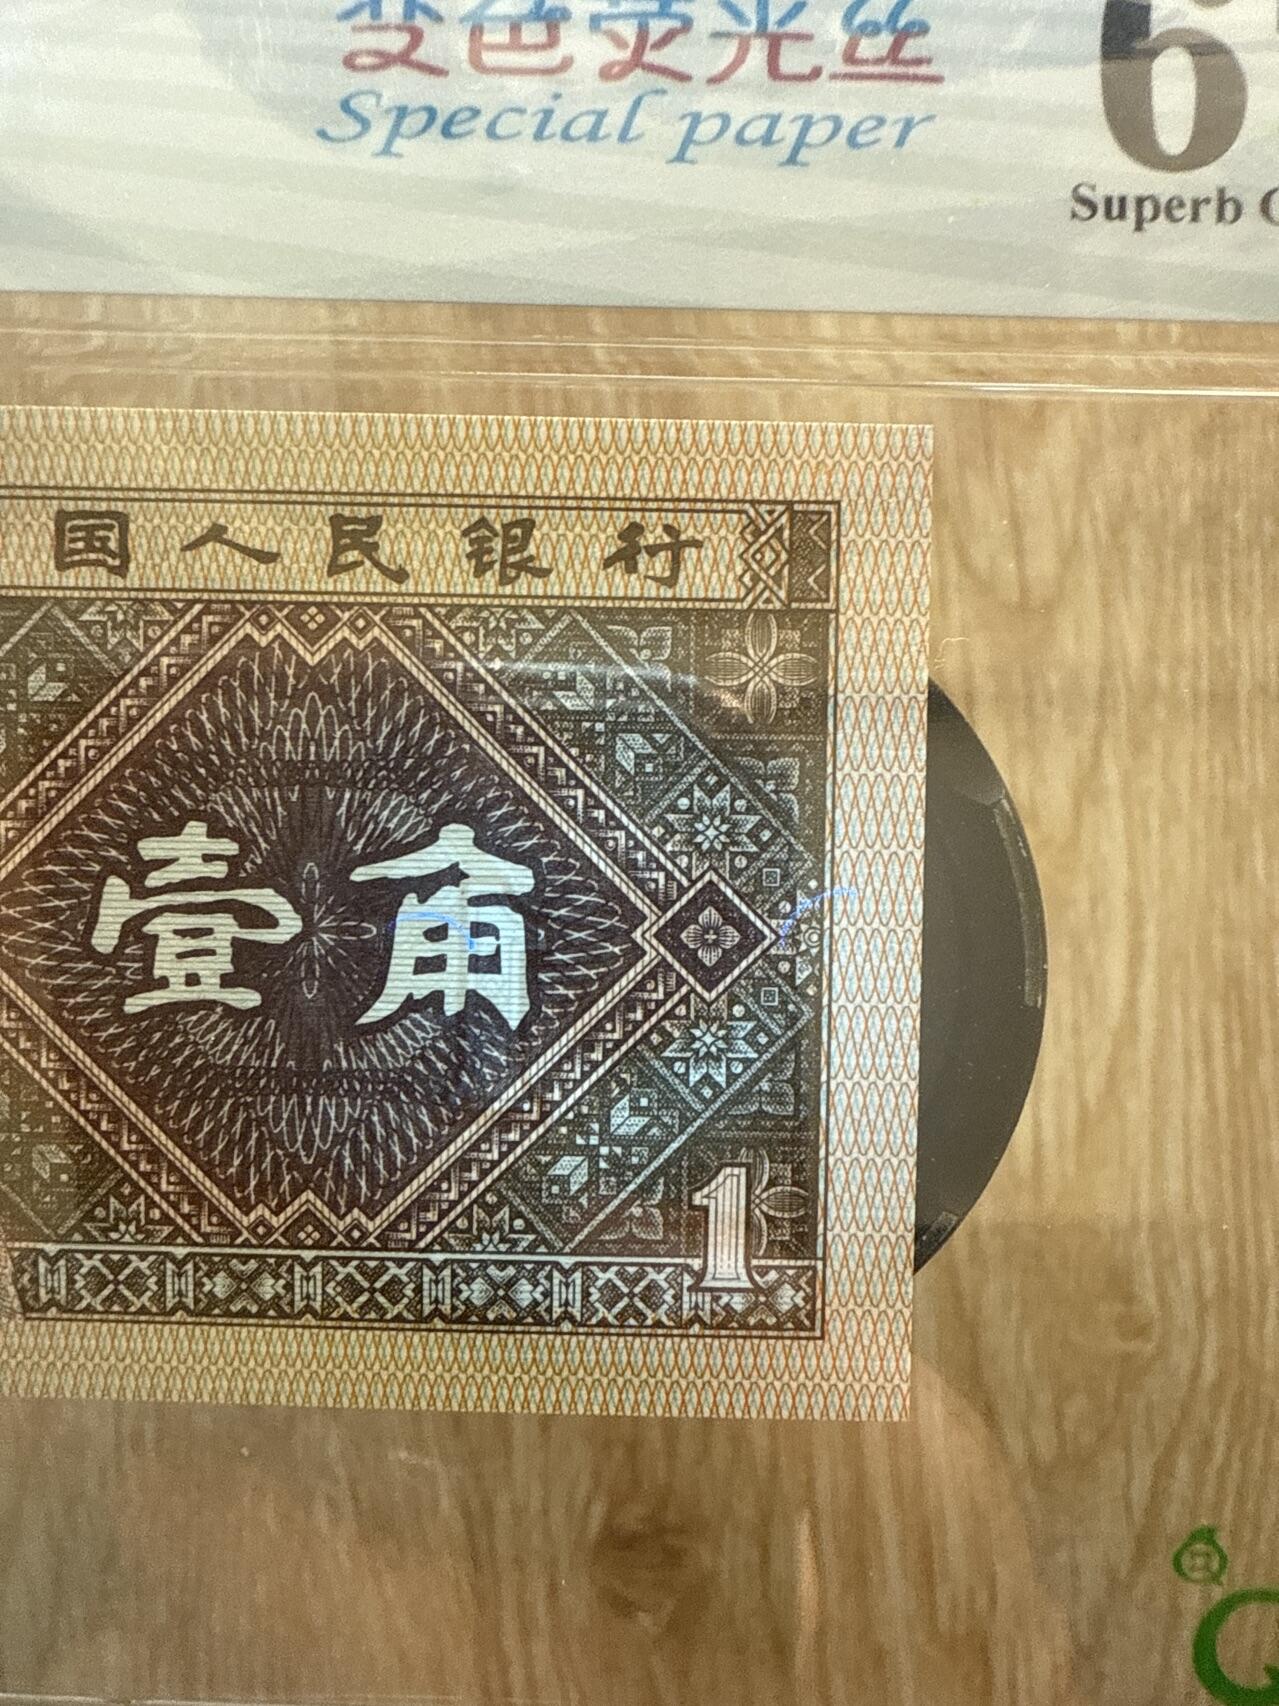 变色荧光丝
Special paper
6
Superb
国人民银行
壹角
1